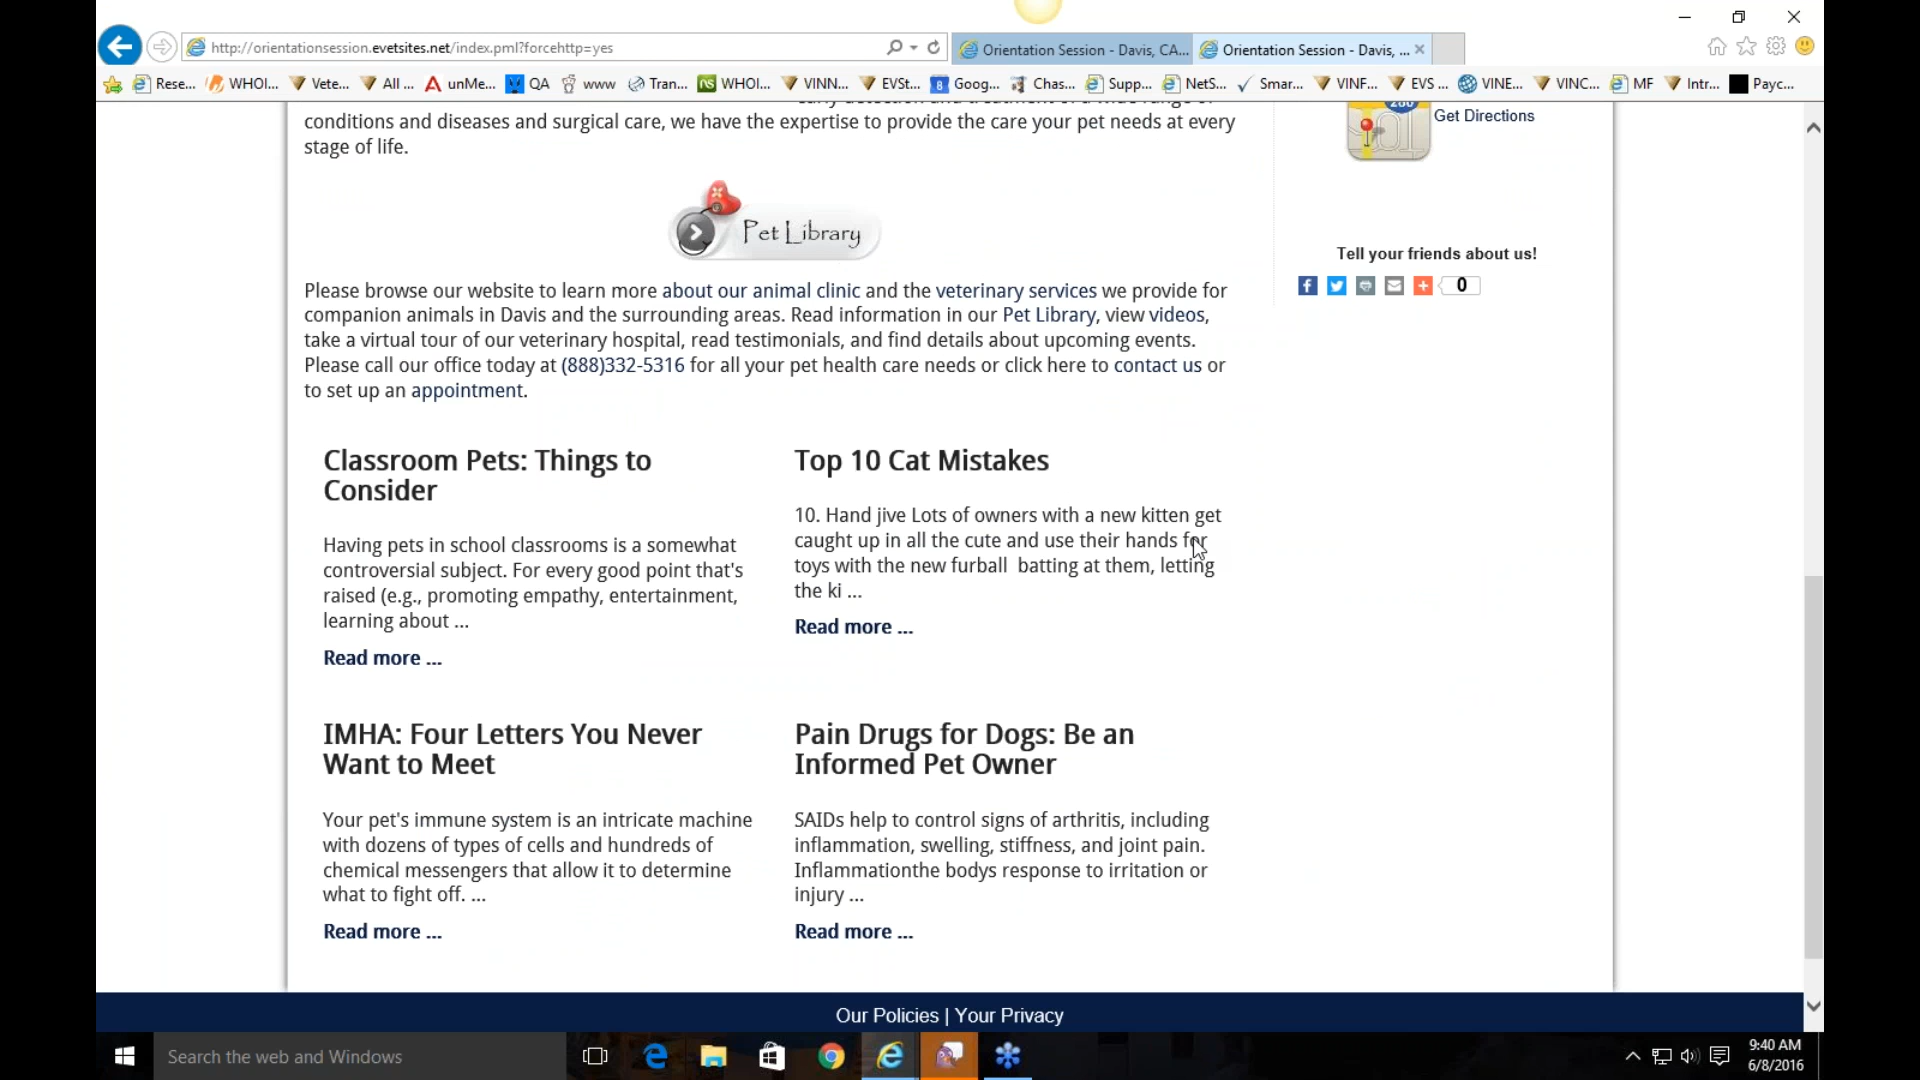 http://orientationsession.evetsites.net/index.pml?forcehttp=yes
Orientation Session - Davis, CA...
Orientation Session - Davis, ...
Rese...
WHOI...
Vete...
All ...
unMe...
QA
www
Tran...
WHOI...
VINN...
EVSt...
Goog...
Chas...
Supp...
NetS...
Smar...
VINF...
EVS ...
VINE...
VINC...
MF
Intr...
Payc...
early detection and treatment of a wide range of
conditions and diseases and surgical care, we have the expertise to provide the care your pet needs at every
stage of life.
280
Get Directions
Pet Library
Tell your friends about us!
0
Please browse our website to learn more about our animal clinic and the veterinary services we provide for
companion animals in Davis and the surrounding areas. Read information in our Pet Library, view videos,
take a virtual tour of our veterinary hospital, read testimonials, and find details about upcoming events.
Please call our office today at (888)332-5316 for all your pet health care needs or click here to contact us or
to set up an appointment.
Classroom Pets: Things to
Consider
Having pets in school classrooms is a somewhat
controversial subject. For every good point that's
raised (e.g., promoting empathy, entertainment,
learning about ...
Read more ...
Top 10 Cat Mistakes
10. Hand jive Lots of owners with a new kitten get
caught up in all the cute and use their hands for
toys with the new furball  batting at them, letting
the ki ...
Read more ...
IMHA: Four Letters You Never
Want to Meet
Your pet's immune system is an intricate machine
with dozens of types of cells and hundreds of
chemical messengers that allow it to determine
what to fight off. ...
Read more ...
Pain Drugs for Dogs: Be an
Informed Pet Owner
SAIDs help to control signs of arthritis, including
inflammation, swelling, stiffness, and joint pain.
Inflammationthe bodys response to irritation or
injury ...
Read more ...
Our Policies | Your Privacy
Search the web and Windows
9:40 AM
6/8/2016